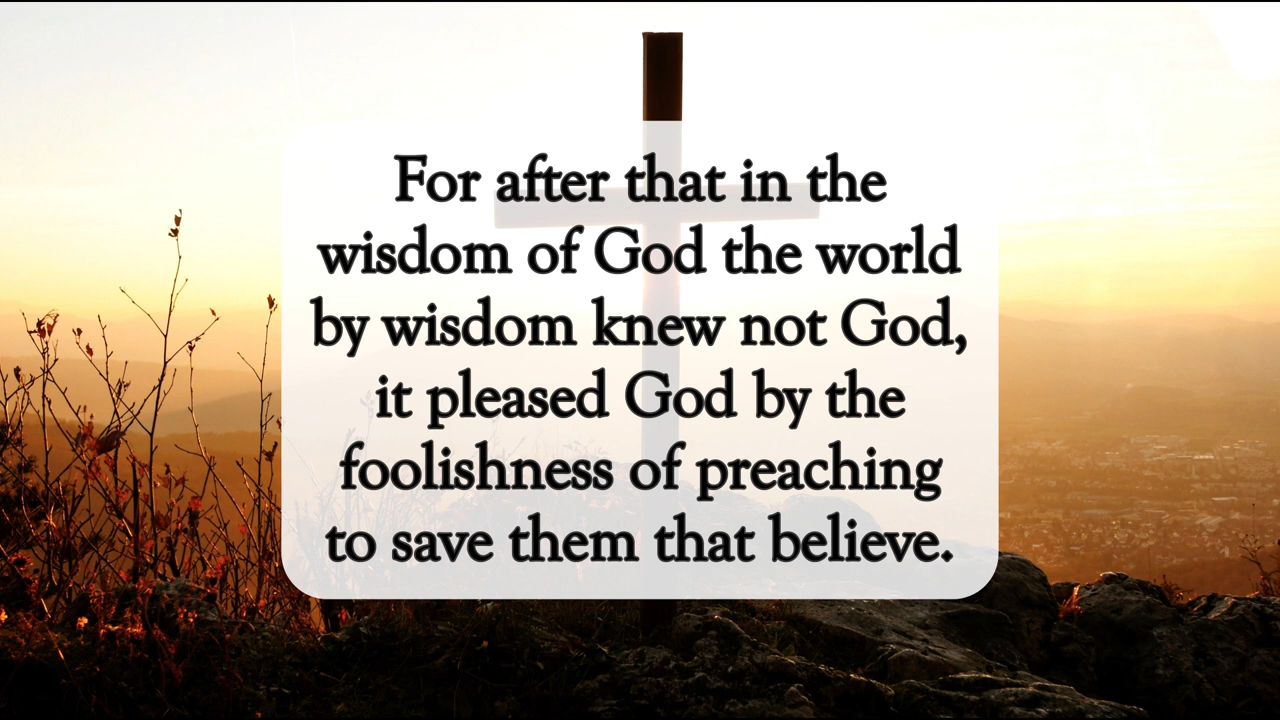 For after that in the
wisdom of God the world
by wisdom knew not God,
it pleased God by the
foolishness of preaching
to save them that believe.